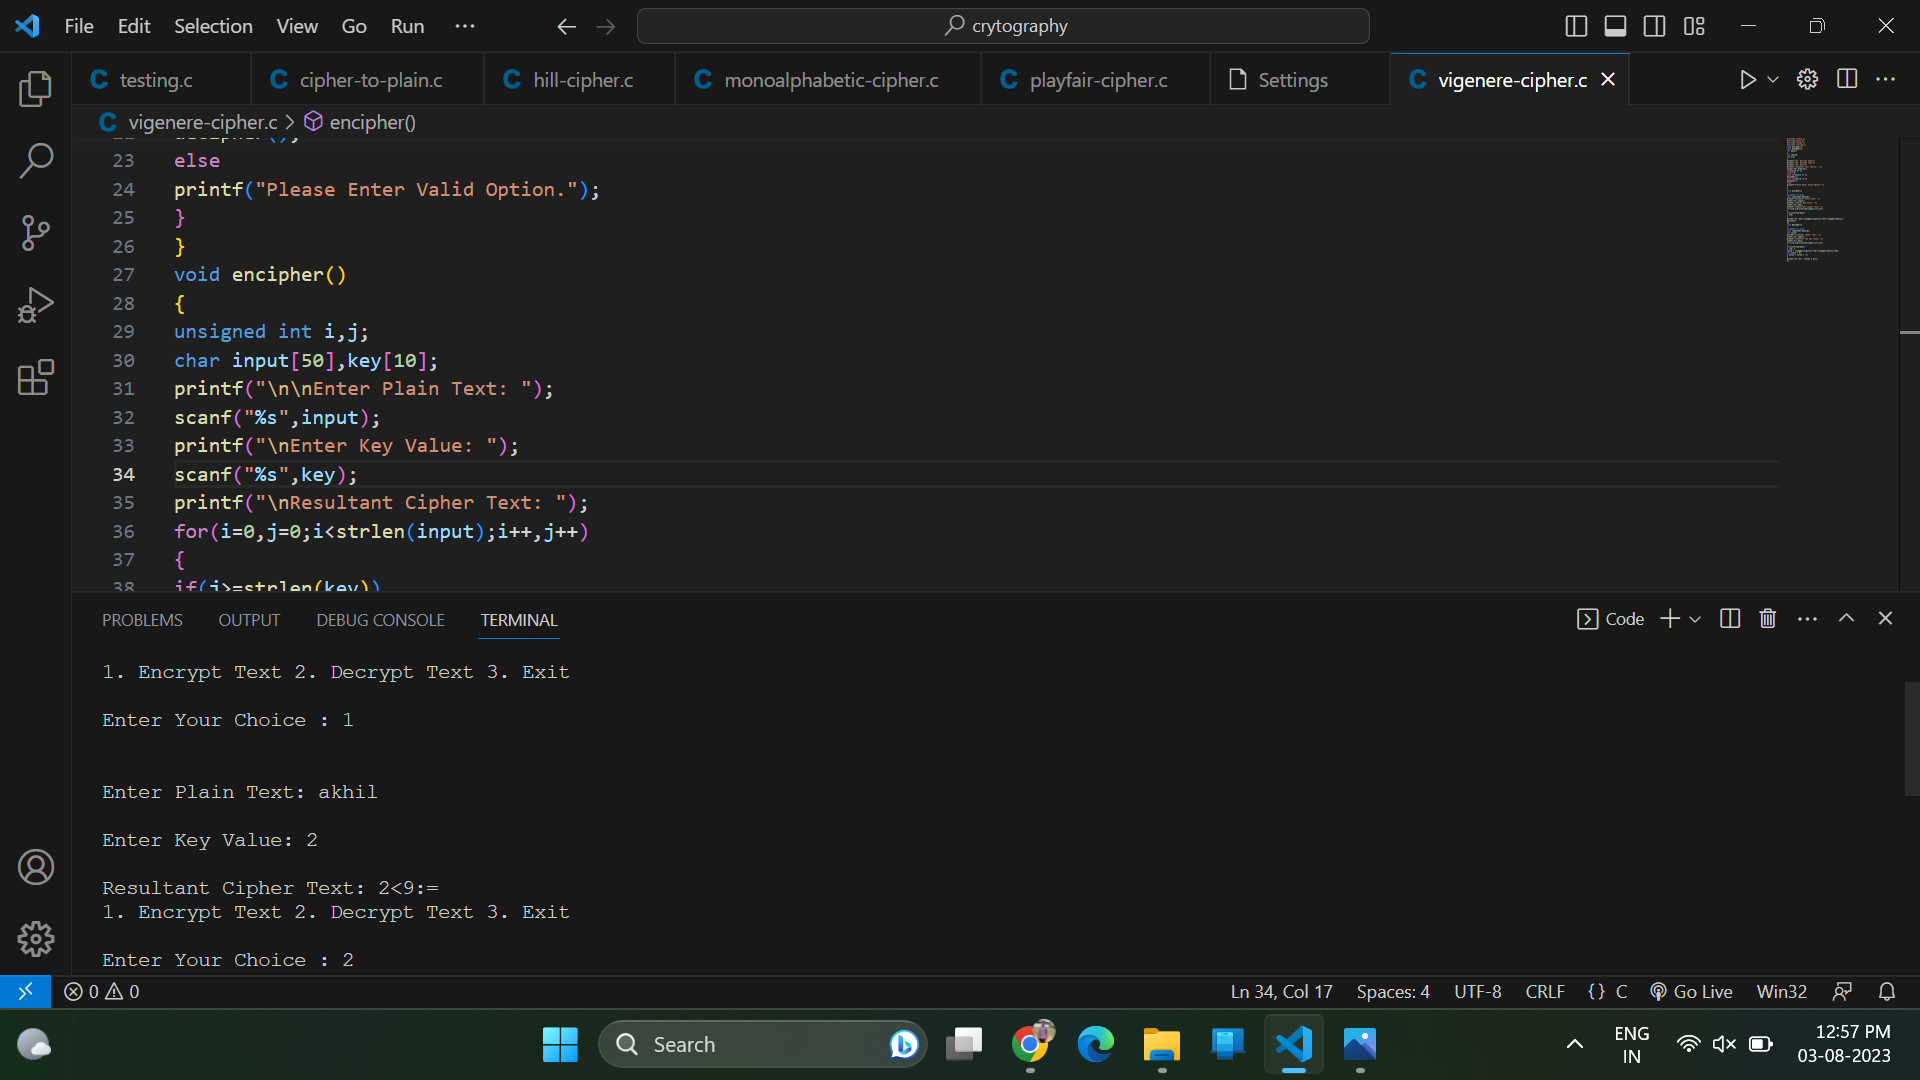 File Edit Selection View Go Run ··· crytography
C testing.c C cipher-to-plain.c C hill-cipher.c C monoalphabetic-cipher.c C playfair-cipher.c Settings C vigenere-cipher.c
C vigenere-cipher.c > encipher()
23 else
24 printf("Please Enter Valid Option.");
25 }
26 }
27 void encipher()
28 {
29 unsigned int i,j;
30 char input[50],key[10];
31 printf("\n\nEnter Plain Text: ");
32 scanf("%s",input);
33 printf("\nEnter Key Value: ");
34 scanf("%s",key);
35 printf("\nResultant Cipher Text: ");
36 for(i=0,j=0;i<strlen(input);i++,j++)
37 {
38 if(j>=strlen(key))
PROBLEMS OUTPUT DEBUG CONSOLE TERMINAL Code
1. Encrypt Text 2. Decrypt Text 3. Exit
Enter Your Choice : 1
Enter Plain Text: akhil
Enter Key Value: 2
Resultant Cipher Text: 2<9:=
1. Encrypt Text 2. Decrypt Text 3. Exit
Enter Your Choice : 2
0 0 Ln 34, Col 17 Spaces: 4 UTF-8 CRLF {} C Go Live Win32
Search ENG 12:57 PM
IN 03-08-2023